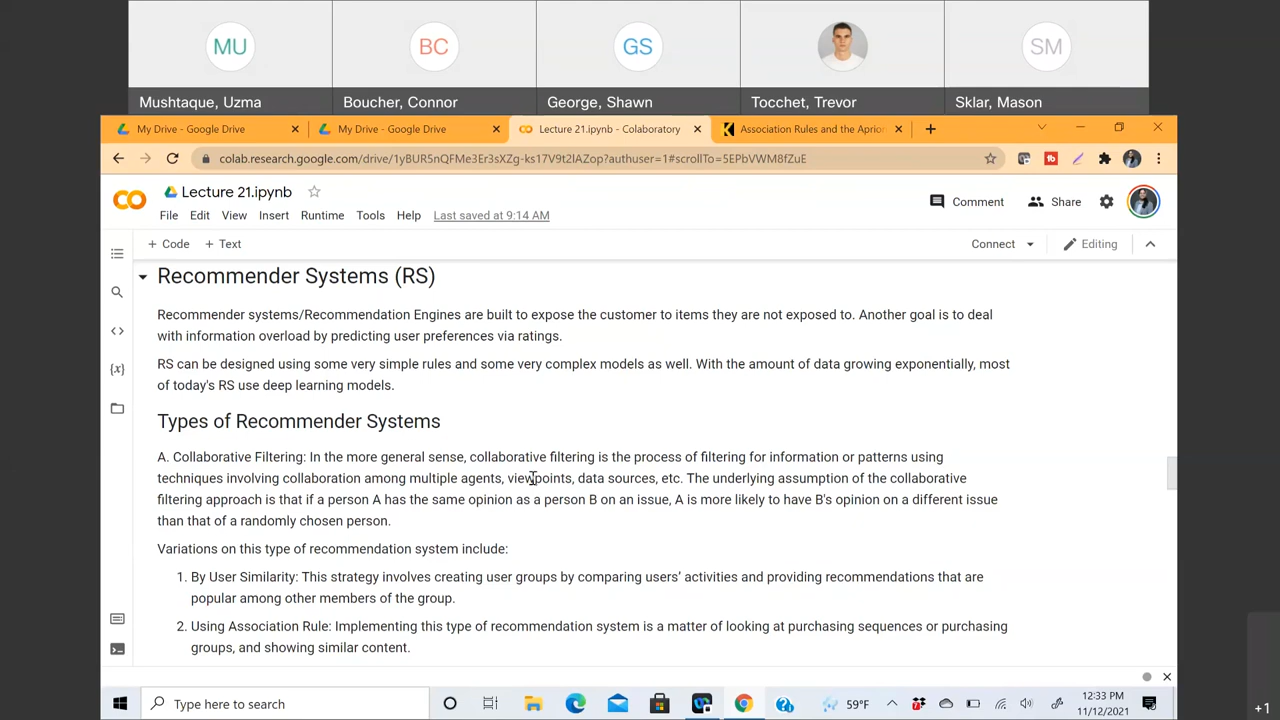 MU
BC
GS
SM
Mushtaque, Uzma
Boucher, Connor
George, Shawn
Tocchet, Trevor
Sklar, Mason
My Drive - Google Drive
My Drive - Google Drive
Lecture 21.ipynb - Colaboratory
Association Rules and the Aprior
colab.research.google.com/drive/1yBUR5nQFMe3Er3sXZg-ks17V9t2lAZop?authuser=1#scrollTo=5EPbVWM8fZuE
Lecture 21.ipynb
File Edit View Insert Runtime Tools Help Last saved at 9:14 AM
Comment
Share
+ Code + Text
Connect
Editing
Recommender Systems (RS)
Recommender systems/Recommendation Engines are built to expose the customer to items they are not exposed to. Another goal is to deal
with information overload by predicting user preferences via ratings.
RS can be designed using some very simple rules and some very complex models as well. With the amount of data growing exponentially, most
of today's RS use deep learning models.
Types of Recommender Systems
A. Collaborative Filtering: In the more general sense, collaborative filtering is the process of filtering for information or patterns using
techniques involving collaboration among multiple agents, viewpoints, data sources, etc. The underlying assumption of the collaborative
filtering approach is that if a person A has the same opinion as a person B on an issue, A is more likely to have B's opinion on a different issue
than that of a randomly chosen person.
Variations on this type of recommendation system include:
1. By User Similarity: This strategy involves creating user groups by comparing users’ activities and providing recommendations that are
popular among other members of the group.
2. Using Association Rule: Implementing this type of recommendation system is a matter of looking at purchasing sequences or purchasing
groups, and showing similar content.
Type here to search
59°F
12:33 PM
11/12/2021
+1